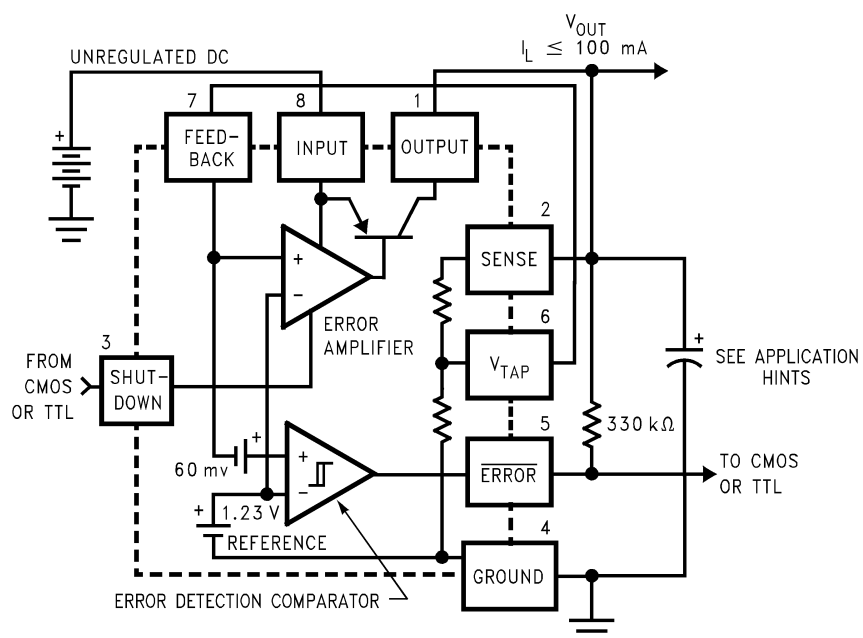 V_OUT
I_L ≤ 100 mA
UNREGULATED DC
7
8
1
+
FEED-
BACK
INPUT
OUTPUT
2
+
SENSE
−
ERROR
AMPLIFIER
6
+
3
FROM
CMOS
OR TTL
SHUT-
DOWN
V_TAP
SEE APPLICATION
HINTS
5
330 kΩ
+
+
60 mv
ERROR
TO CMOS
OR TTL
−
+
1.23 V
REFERENCE
4
GROUND
ERROR DETECTION COMPARATOR